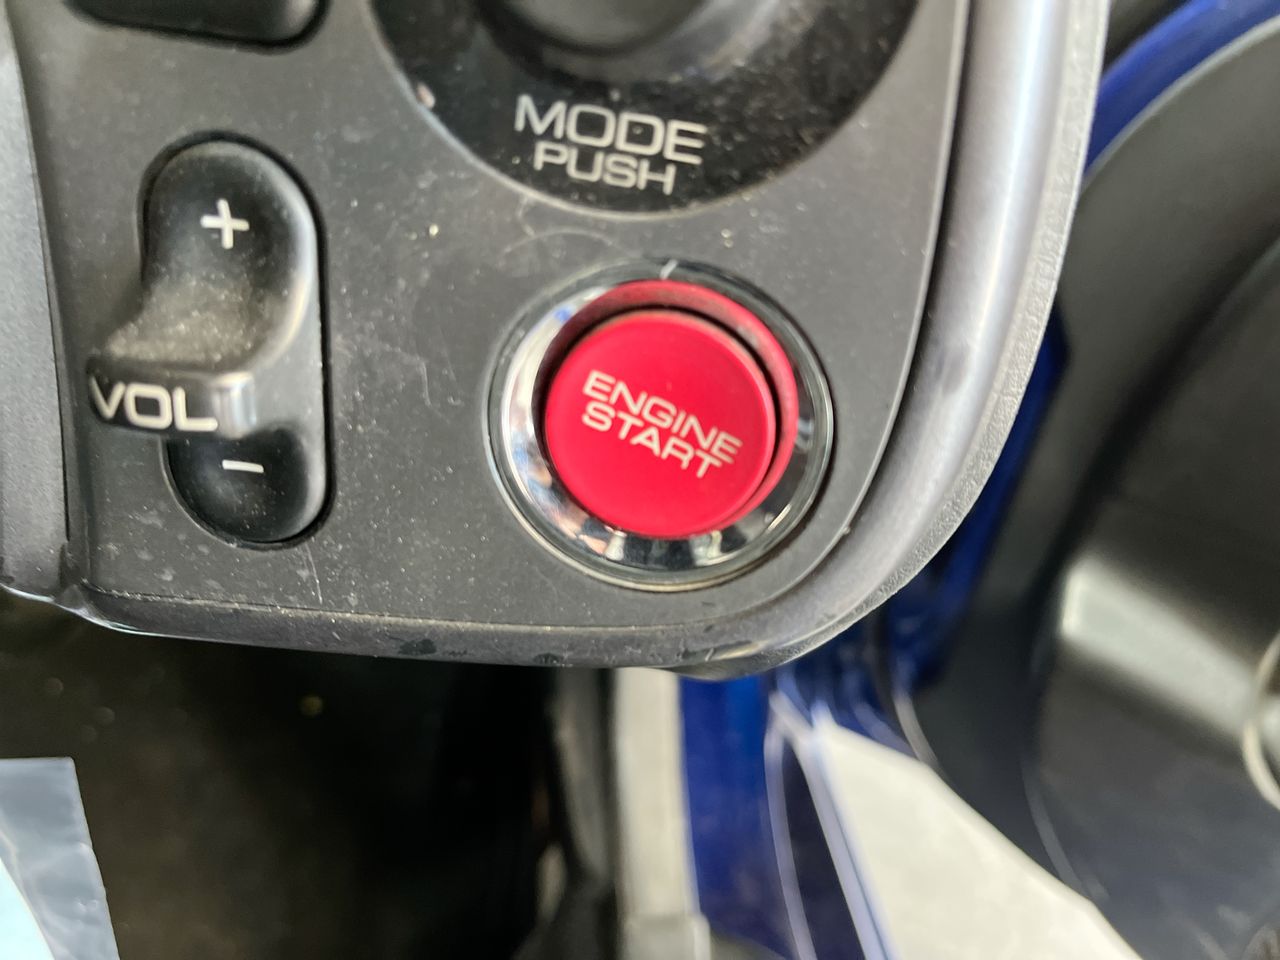 MODE
PUSH
+
VOL
-
ENGINE
START